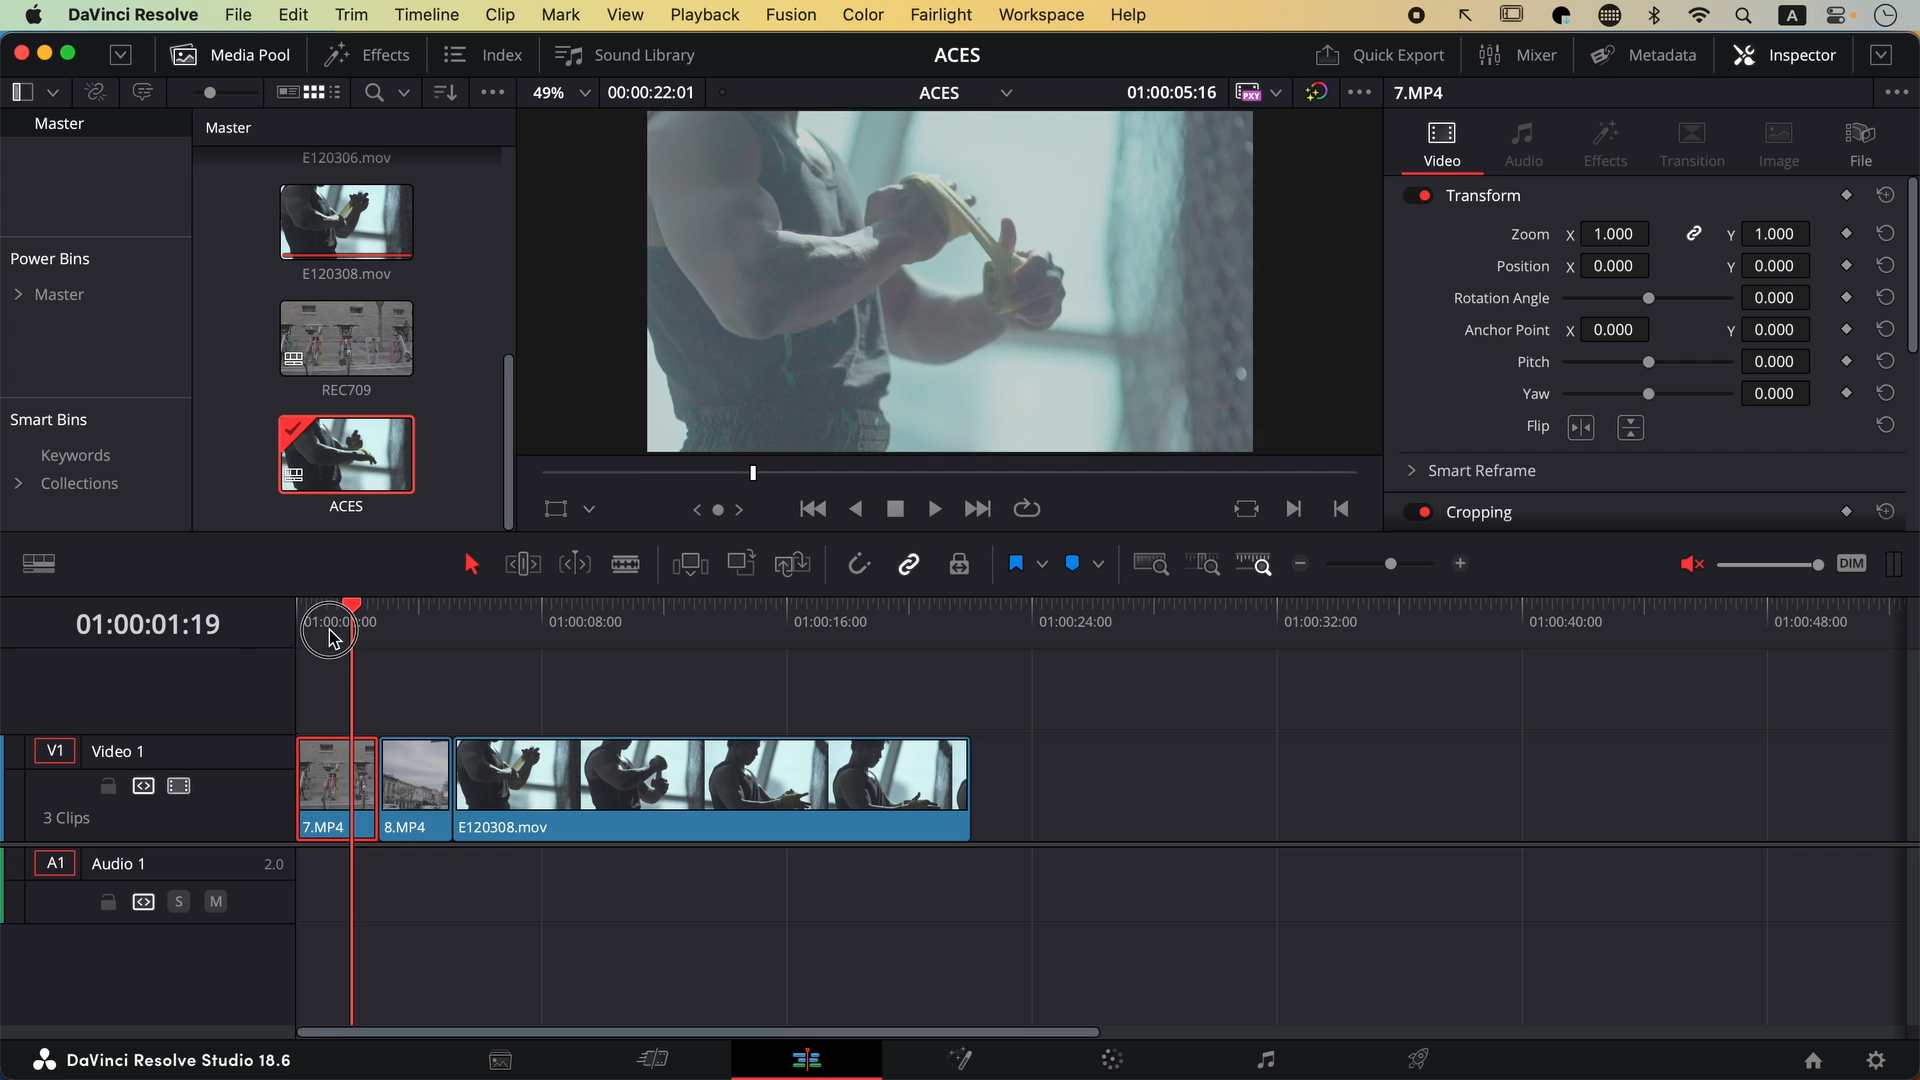 DaVinci Resolve File Edit Trim Timeline Clip Mark View Playback Fusion Color Fairlight Workspace Help A
Media Pool Effects Index Sound Library ACES Quick Export Mixer Metadata Inspector
49% 00:00:22:01 ACES 01:00:05:16 PXY 7.MP4
Master
Master
E120306.mov
E120308.mov
REC709
ACES
Power Bins
Master
Smart Bins
Keywords
Collections
Video Audio Effects Transition Image File
Transform
Zoom X 1.000 Y 1.000
Position X 0.000 Y 0.000
Rotation Angle 0.000
Anchor Point X 0.000 Y 0.000
Pitch 0.000
Yaw 0.000
Flip
Smart Reframe
Cropping
DIM
01:00:01:19
01:00:08:00 01:00:16:00 01:00:24:00 01:00:32:00 01:00:40:00 01:00:48:00
V1 Video 1
3 Clips
7.MP4 8.MP4 E120308.mov
A1 Audio 1 2.0
S M
DaVinci Resolve Studio 18.6